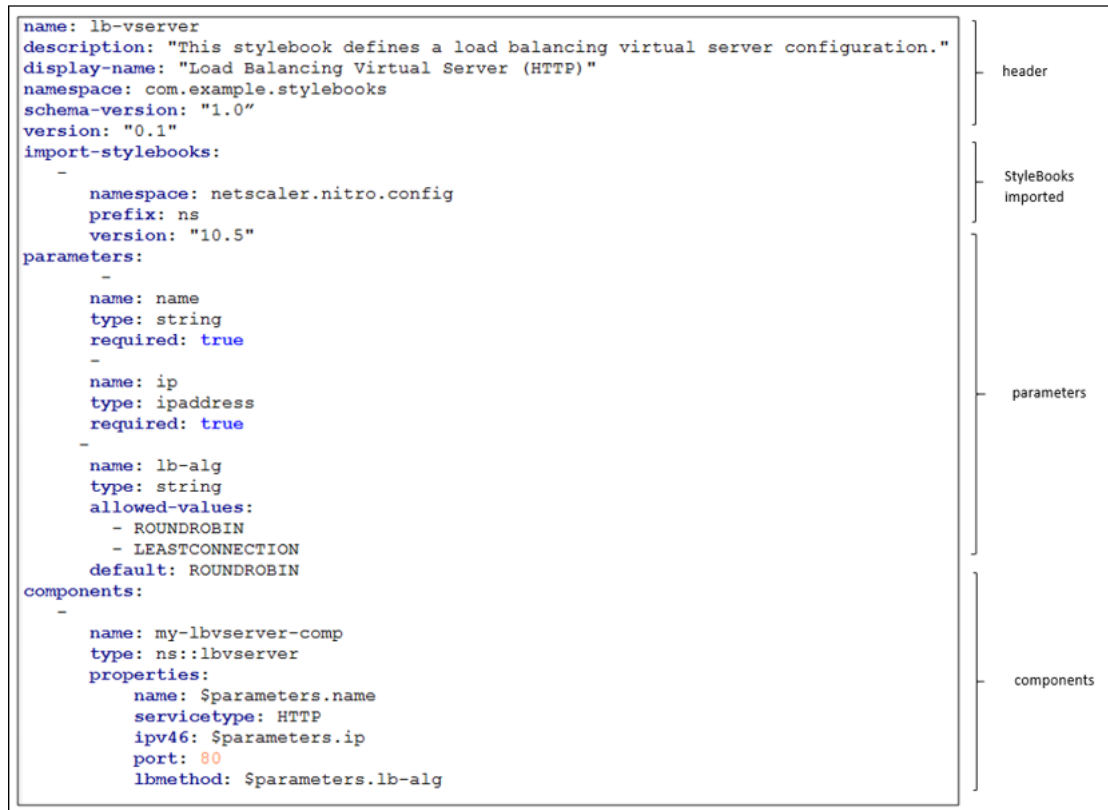 name: lb-vserver
description: "This stylebook defines a load balancing virtual server configuration."
display-name: "Load Balancing Virtual Server (HTTP)"
namespace: com.example.stylebooks
schema-version: "1.0”
version: "0.1"
import-stylebooks:
-
namespace: netscaler.nitro.config
prefix: ns
version: "10.5"
parameters:
-
name: name
type: string
required: true
-
name: ip
type: ipaddress
required: true
-
name: lb-alg
type: string
allowed-values:
- ROUNDROBIN
- LEASTCONNECTION
default: ROUNDROBIN
components:
-
name: my-lbvserver-comp
type: ns::lbvserver
properties:
name: $parameters.name
servicetype: HTTP
ipv46: $parameters.ip
port: 80
lbmethod: $parameters.lb-alg
header
StyleBooks
imported
parameters
components